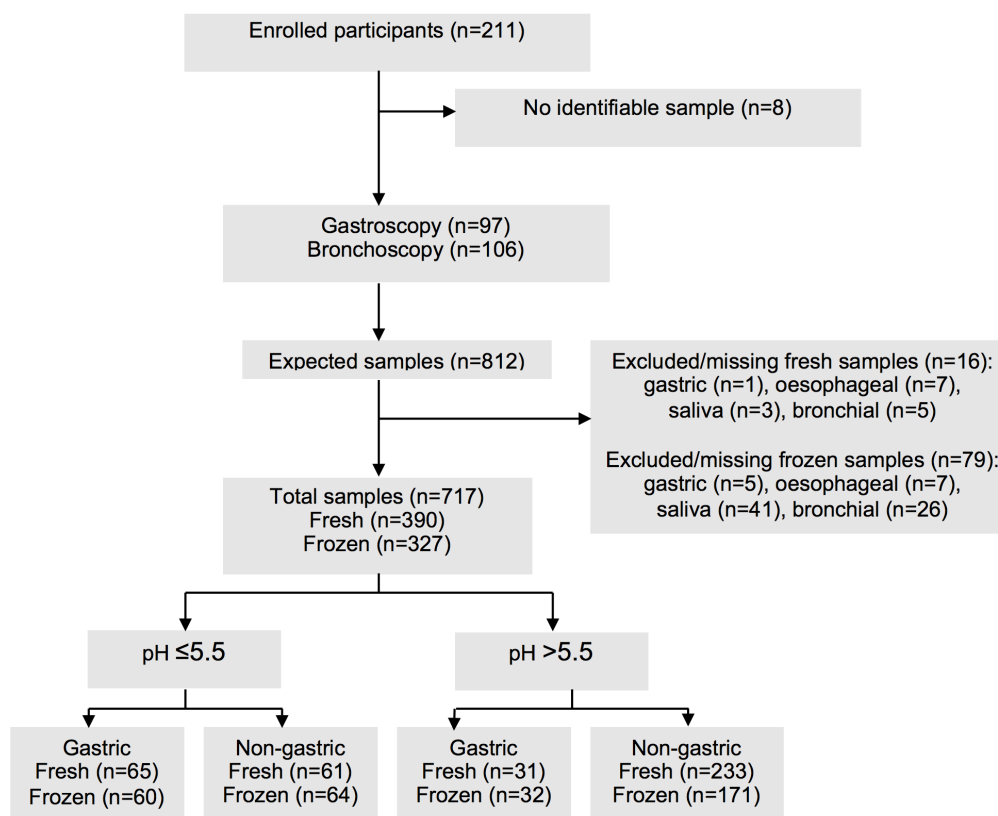 Enrolled participants (n=211)
No identifiable sample (n=8)
Gastroscopy (n=97)
Bronchoscopy (n=106)
Expected samples (n=812)
Excluded/missing fresh samples (n=16):
gastric (n=1), oesophageal (n=7),
saliva (n=3), bronchial (n=5)
Excluded/missing frozen samples (n=79):
gastric (n=5), oesophageal (n=7),
saliva (n=41), bronchial (n=26)
Total samples (n=717)
Fresh (n=390)
Frozen (n=327)
pH ≤5.5
pH >5.5
Gastric
Fresh (n=65)
Frozen (n=60)
Non-gastric
Fresh (n=61)
Frozen (n=64)
Gastric
Fresh (n=31)
Frozen (n=32)
Non-gastric
Fresh (n=233)
Frozen (n=171)